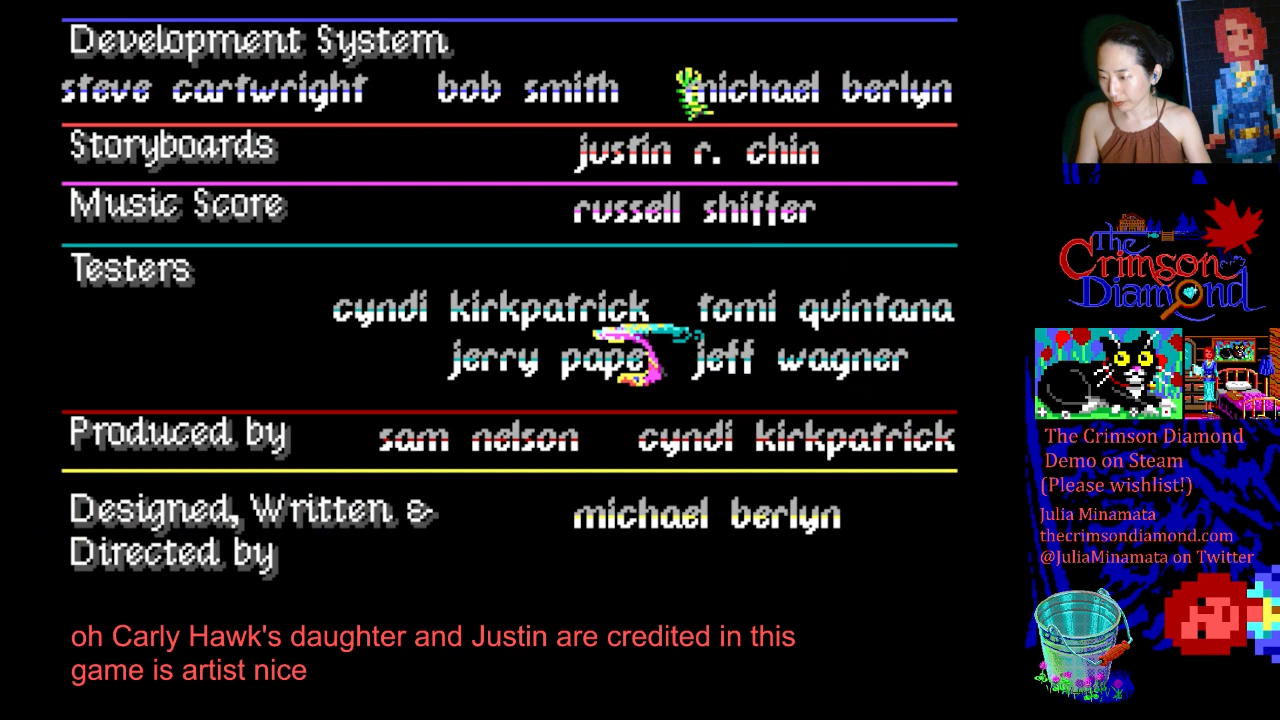 Development System
steve cartwright bob smith michael berlyn
Storyboards justin r. chin
Music Score russell shiffer
Testers
cyndi kirkpatrick tomi quintana
jerry pape jeff wagner
Produced by sam nelson cyndi kirkpatrick
Designed, Written & michael berlyn
Directed by
oh Carly Hawk's daughter and Justin are credited in this
game is artist nice
The
Crimson
Diamond
The Crimson Diamond
Demo on Steam
(Please wishlist!)
Julia Minamata
thecrimsondiamond.com
@JuliaMinamata on Twitter